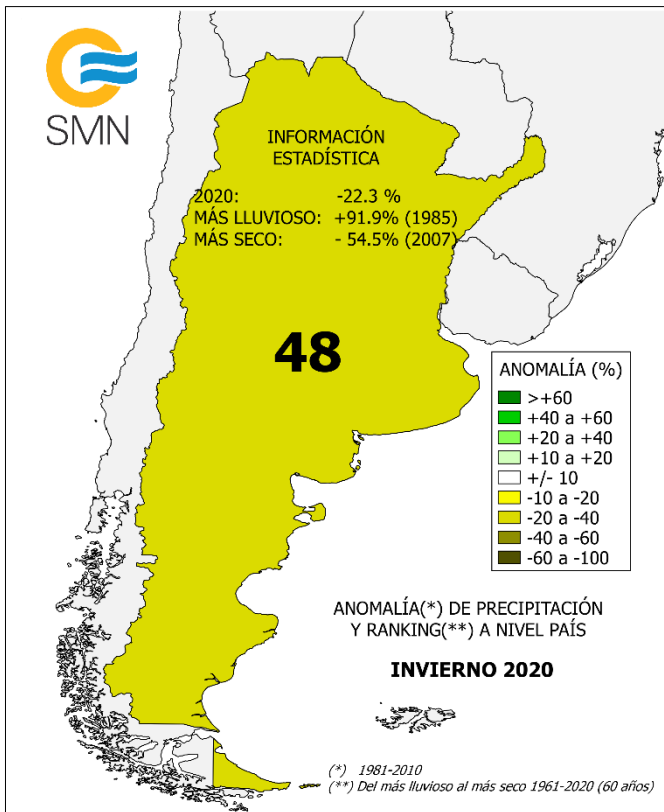 SMN
INFORMACIÓN
ESTADÍSTICA
2020: -22.3 %
MÁS LLUVIOSO: +91.9% (1985)
MÁS SECO: - 54.5% (2007)
48
ANOMALÍA (%)
>+60
+40 a +60
+20 a +40
+10 a +20
+/- 10
-10 a -20
-20 a -40
-40 a -60
-60 a -100
ANOMALÍA(*) DE PRECIPITACIÓN
Y RANKING(**) A NIVEL PAÍS
INVIERNO 2020
(*) 1981-2010
(**) Del más lluvioso al más seco 1961-2020 (60 años)